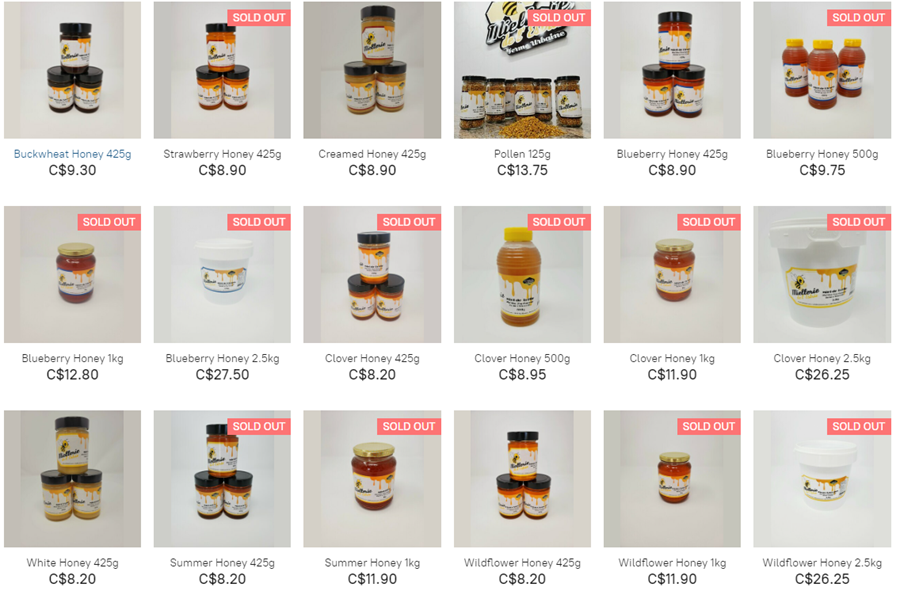 SOLD OUT
SOLD OUT
Ferme Urbaine
SOLD OUT
Buckwheat Honey 425g
C$9.30
Strawberry Honey 425g
C$8.90
Creamed Honey 425g
C$8.90
Pollen 125g
C$13.75
Blueberry Honey 425g
C$8.90
Blueberry Honey 500g
C$9.75
SOLD OUT
SOLD OUT
SOLD OUT
SOLD OUT
SOLD OUT
SOLD OUT
Miellerie
Blueberry Honey 1kg
C$12.80
Blueberry Honey 2.5kg
C$27.50
Clover Honey 425g
C$8.20
Clover Honey 500g
C$8.95
Clover Honey 1kg
C$11.90
Clover Honey 2.5kg
C$26.25
SOLD OUT
SOLD OUT
SOLD OUT
SOLD OUT
SOLD OUT
White Honey 425g
C$8.20
Summer Honey 425g
C$8.20
Summer Honey 1kg
C$11.90
Wildflower Honey 425g
C$8.20
Wildflower Honey 1kg
C$11.90
Wildflower Honey 2.5kg
C$26.25